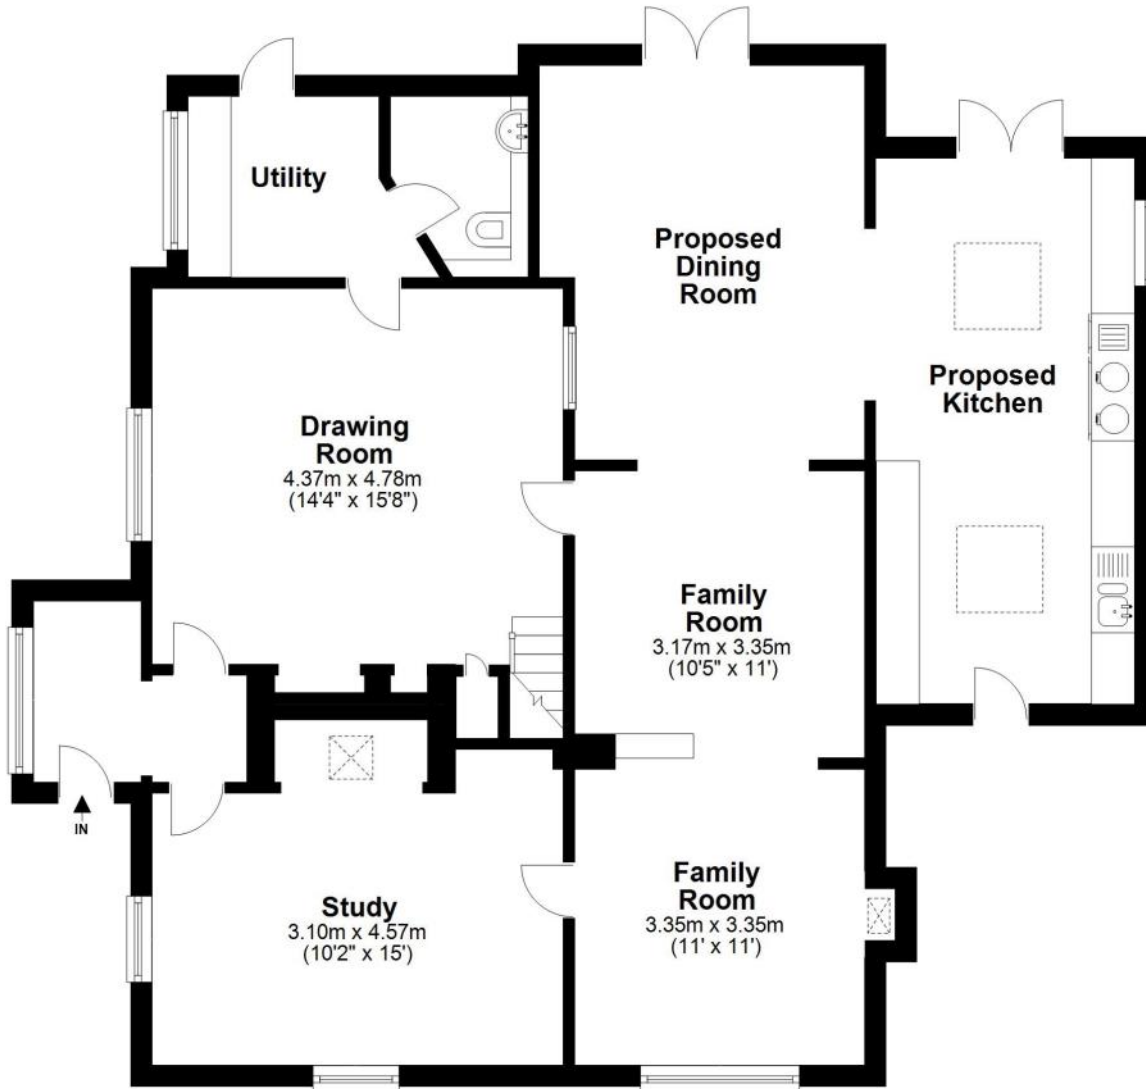 Utility
Proposed
Dining
Room
Proposed
Kitchen
Drawing
Room
4.37m x 4.78m
(14'4" x 15'8")
Family
Room
3.17m x 3.35m
(10'5" x 11')
IN
Study
3.10m x 4.57m
(10'2" x 15')
Family
Room
3.35m x 3.35m
(11' x 11')